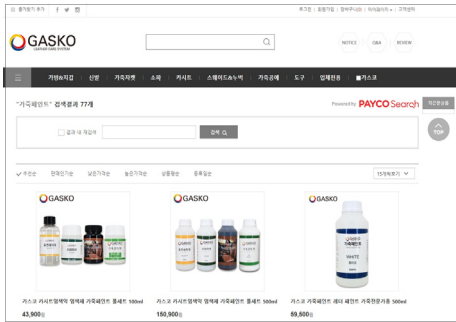 즐겨찾기 추가
로그인 회원가입 장바구니(0) 마이페이지 고객센터
GASKO
LEATHER CARE SYSTEM
NOTICE Q&A REVIEW
가방&지갑 신발 가죽자켓 소파 카시트 스웨이드&누벅 가죽공예 도구 업체전용 ■가스코
"가죽페인트" 검색결과 77개
Powered by PAYCO Search
최근본상품
TOP
결과 내 재검색
검색
추천순 판매인기순 낮은가격순 높은가격순 상품평순 등록일순
15개씩보기
GASKO GASKO GASKO
WHITE
가스코 카시트염색약 염색제 가죽페인트 풀세트 100ml
43,900원
가스코 카시트염색약 염색제 가죽페인트 풀세트 500ml
150,900원
가스코 가죽페인트 레더 페인트 가죽전문가용 500ml
69,500원